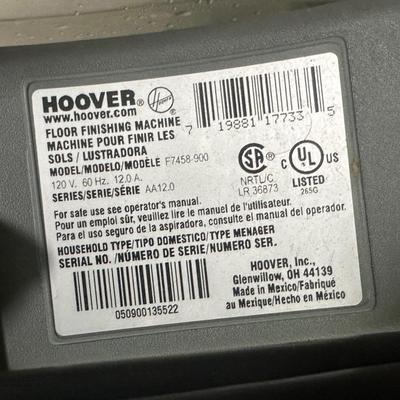 HOOVER
www.hoover.com
FLOOR FINISHING MACHINE
MACHINE POUR FINIR LES
SOLS / LUSTRADORA
MODEL/MODELO/MODÈLE F7458-900
120 V. 60 Hz. 12.0 A.
SERIES/SERIE/SÉRIE AA12.0
7 19881 17733 5
NRTL/C
LR 36873
C UL US
LISTED
265G
For safe use see operator's manual.
Pour un emploi sûr, veuillez lire le manuel de l'utilisateur.
Para el uso seguro de la aspiradora, consulte el manual del operador.
HOUSEHOLD TYPE/TIPO DOMESTICO/TYPE MENAGER
SERIAL NO. /NÚMERO DE SERIE/NUMÉRO SER.
050900135522
HOOVER, Inc.,
Glenwillow, OH 44139
Made in Mexico/Fabriqué
au Mexique/Hecho en México